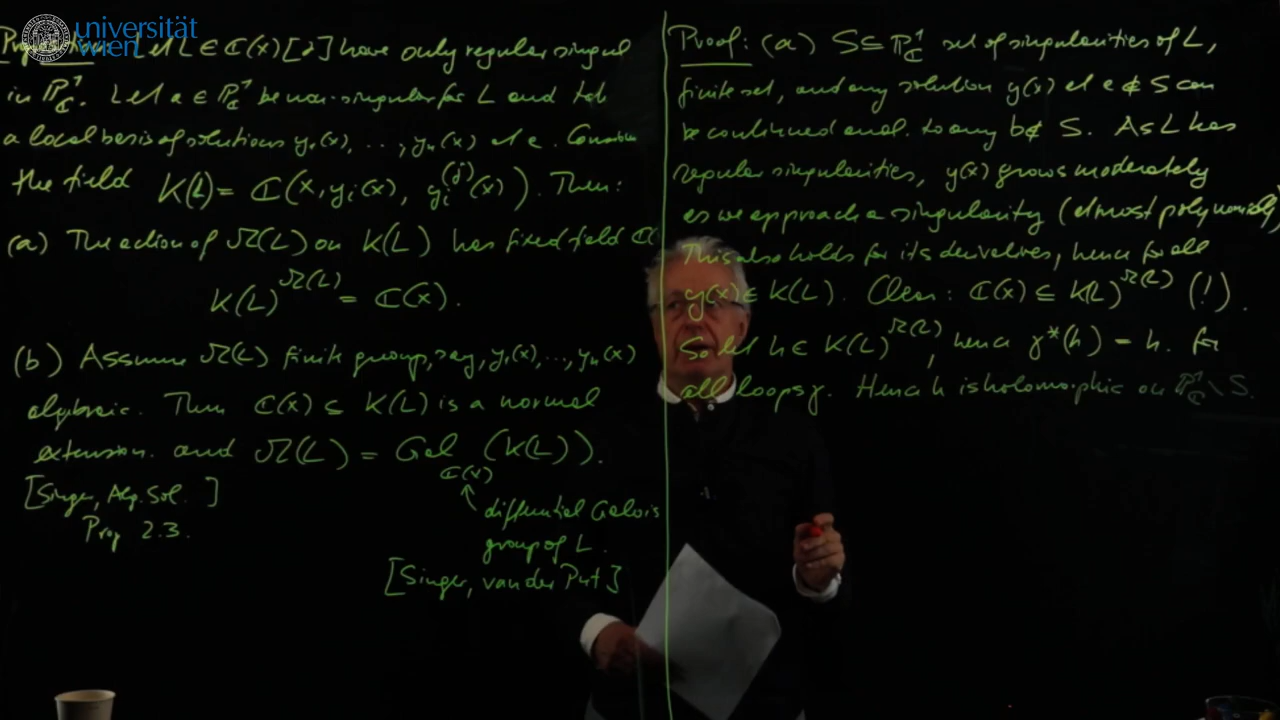 universität
wien
Let L ∈ ℂ(x)[∂] have only regular singul
in ℙ¹_ℂ. Let a ∈ ℙ¹_ℂ be non-singular for L and tak
a local basis of solutions y₁(x), ..., yₙ(x) at a. Consider
the field K(L) = ℂ(x, yᵢ(x), yᵢ⁽ʲ⁾(x)). Then:
(a) The action of π(L) on K(L) has fixed field ℂ(
K(L)^π(L) = ℂ(x).
(b) Assume π(L) finite group, say, y₁(x), ..., yₙ(x)
algebraic. Then ℂ(x) ⊆ K(L) is a normal
extension. and π(L) = Gal_ℂ(x) (K(L)).
[Singer, Alg. Sol. ]
Prop 2.3.
↖ differential Galois
group of L.
[Singer, van der Put]
Proof: (a) S ⊆ ℙ¹_ℂ set of singularities of L,
finite set, and any solution y(x) at a ∉ S can
be continued anal. to any b ∉ S. As L has
regular singularities, y(x) grows moderately
as we approach a singularity (almost polynomially)
This also holds for its derivatives, hence for all
y(x) ∈ K(L). Clear: ℂ(x) ⊆ K(L)^π(L) (!).
So let h ∈ K(L)^π(L), hence γ*(h) = h. for
all loops γ. Hence h is holomorphic on ℙ¹_ℂ \ S.